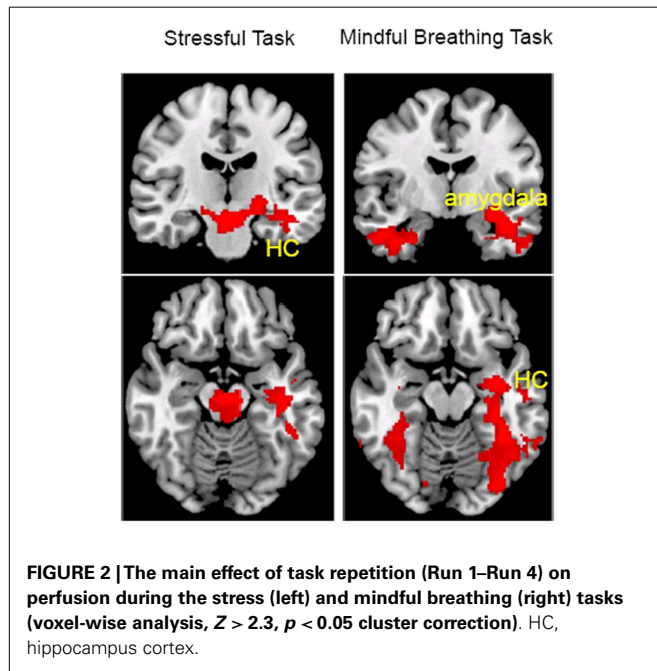 Stressful Task Mindful Breathing Task
amygdala
HC
HC
FIGURE 2 | The main effect of task repetition (Run 1–Run 4) on
perfusion during the stress (left) and mindful breathing (right) tasks
(voxel-wise analysis, Z > 2.3, p < 0.05 cluster correction). HC,
hippocampus cortex.